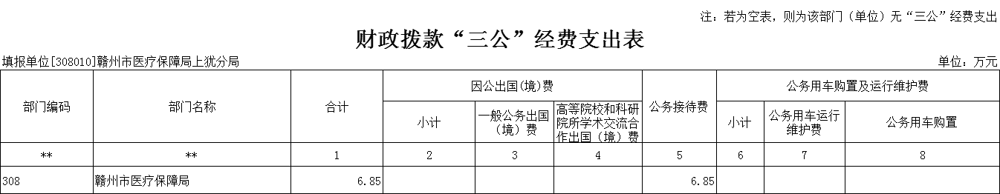 注：若为空表，则为该部门（单位）无“三公”经费支出
财政拨款“三公”经费支出表
填报单位[308010]赣州市医疗保障局上犹分局 单位：万元
部门编码 部门名称 合计 因公出国(境)费 公务接待费 公务用车购置及运行维护费
小计 一般公务出国（境）费 高等院校和科研院所学术交流合作出国（境）费 小计 公务用车运行维护费 公务用车购置
** ** 1 2 3 4 5 6 7 8
308 赣州市医疗保障局 6.85 6.85